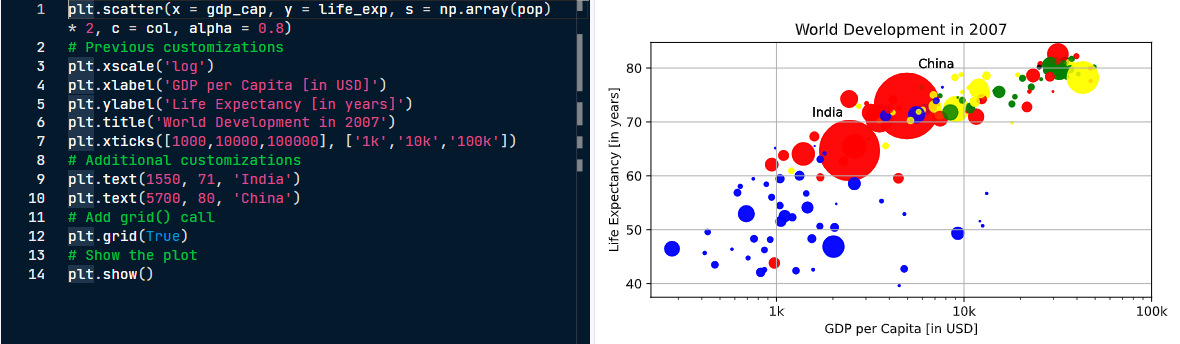 1 plt.scatter(x = gdp_cap, y = life_exp, s = np.array(pop)
* 2, c = col, alpha = 0.8)
2 # Previous customizations
3 plt.xscale('log')
4 plt.xlabel('GDP per Capita [in USD]')
5 plt.ylabel('Life Expectancy [in years]')
6 plt.title('World Development in 2007')
7 plt.xticks([1000,10000,100000], ['1k','10k','100k'])
8 # Additional customizations
9 plt.text(1550, 71, 'India')
10 plt.text(5700, 80, 'China')
11 # Add grid() call
12 plt.grid(True)
13 # Show the plot
14 plt.show()
World Development in 2007
Life Expectancy [in years]
80
70
60
50
40
China
India
1k 10k 100k
GDP per Capita [in USD]